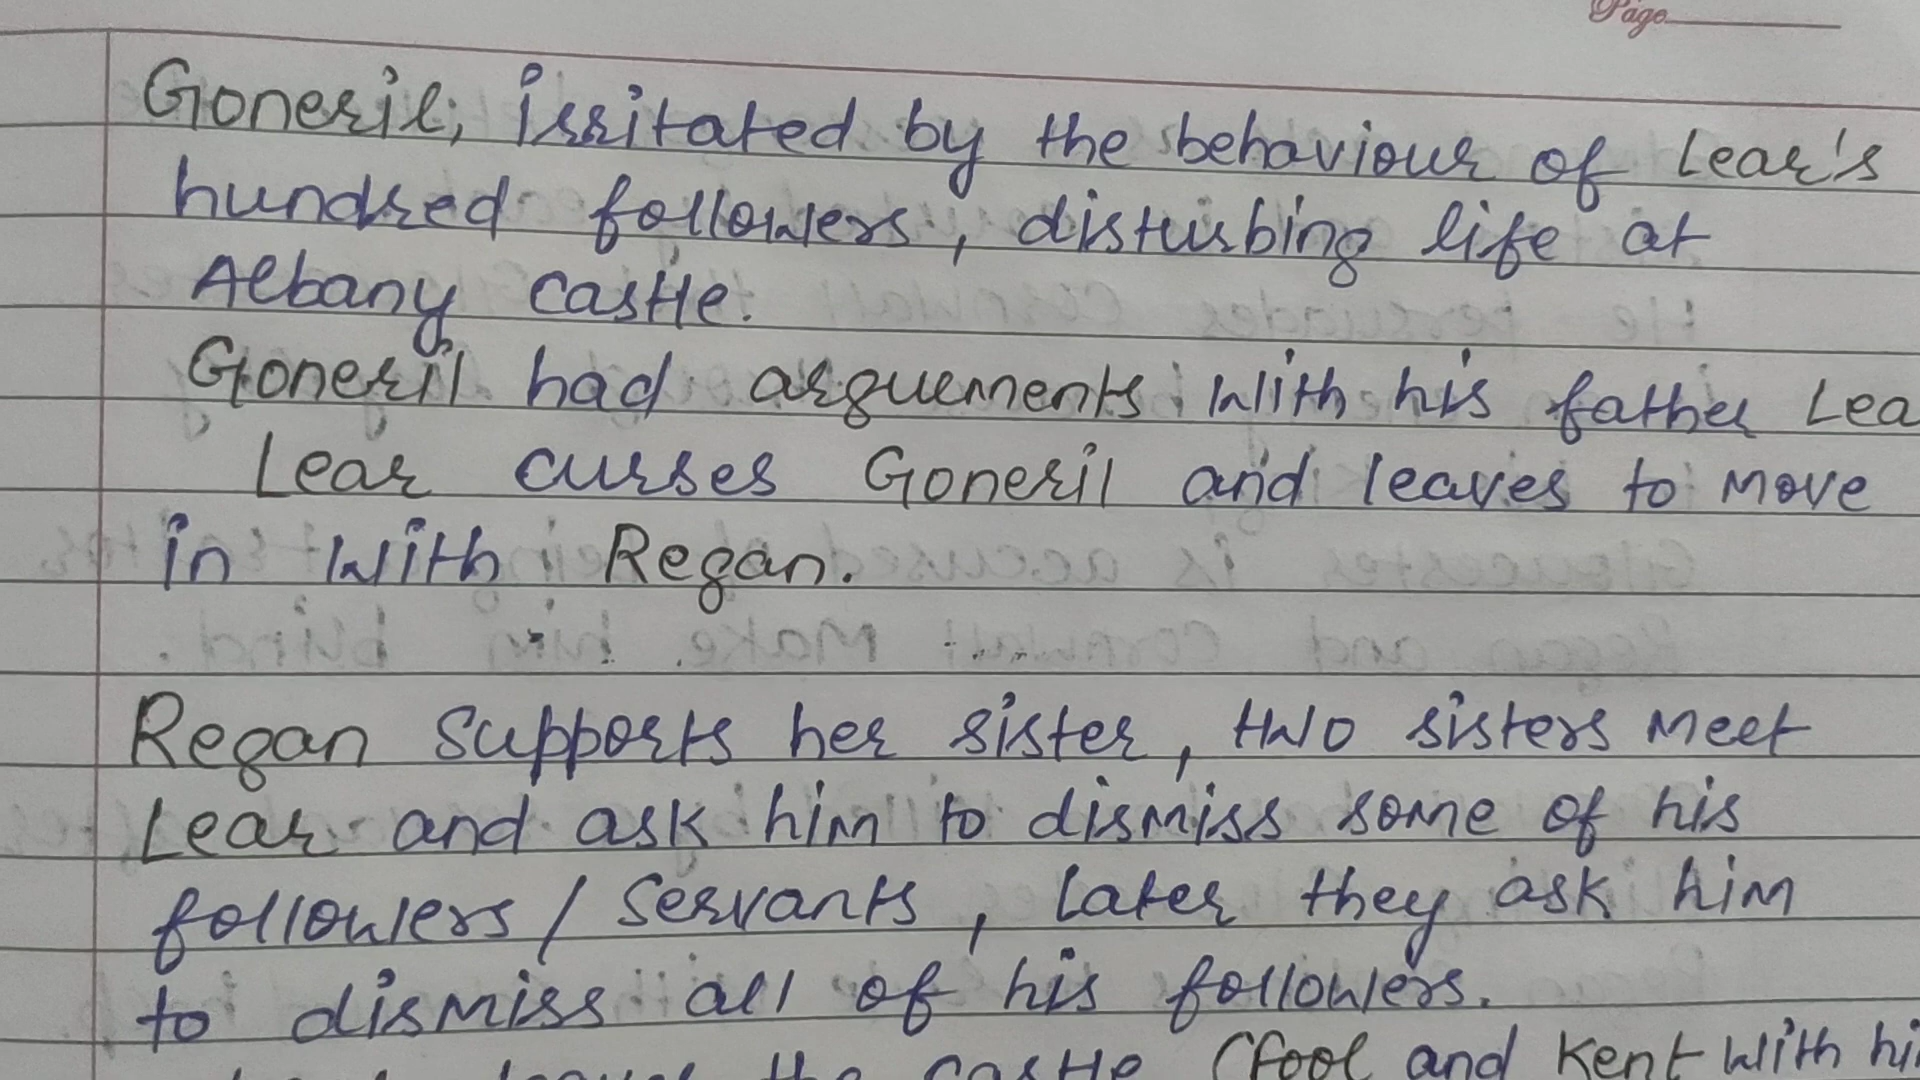 Page
Goneril, irritated by the behaviour of Lear's
hundred followers, disturbing life at
Albany castle.
Goneril had arguements with his father Lea
Lear curses Goneril and leaves to move
in with Regan.
Regan supports her sister, two sisters meet
Lear and ask him to dismiss some of his
followers / servants, later they ask him
to dismiss all of his followers.
the castle (fool and Kent with hi